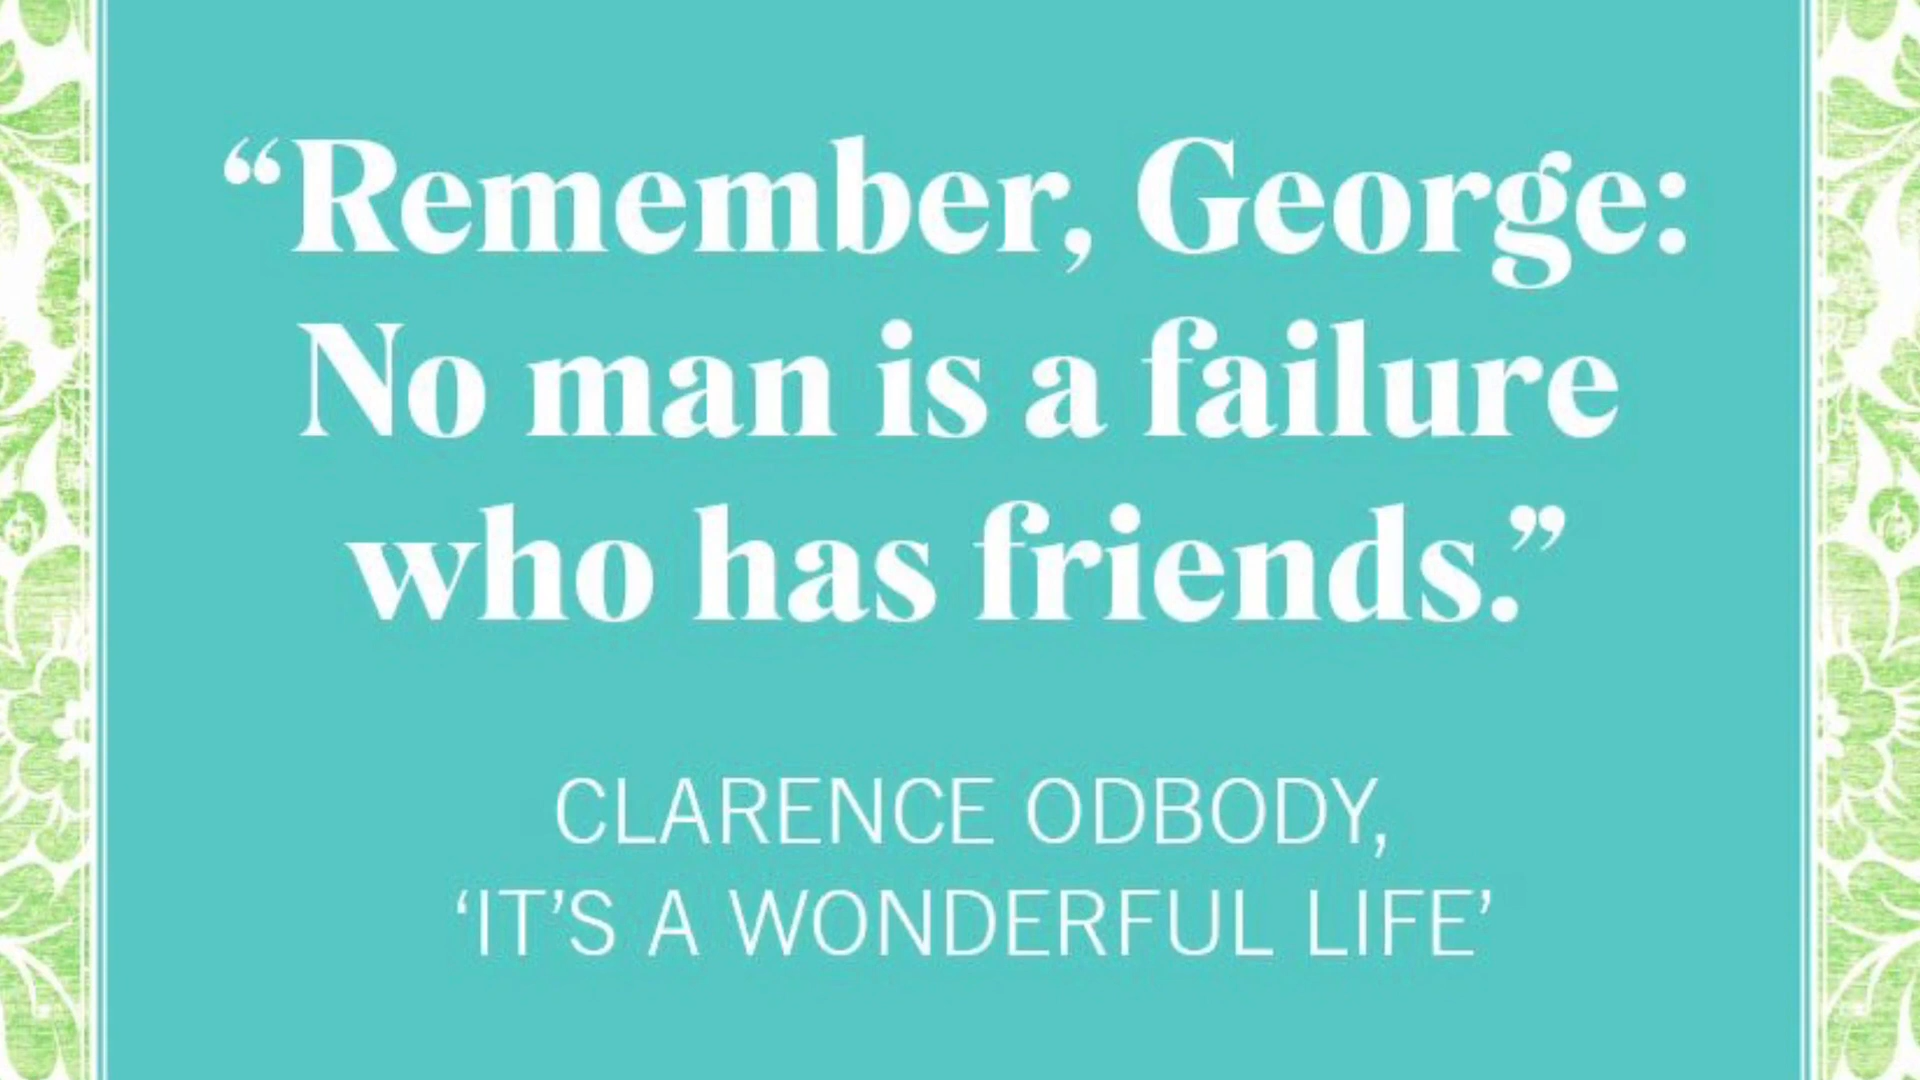 “Remember, George:
No man is a failure
who has friends.”
CLARENCE ODBODY,
‘IT’S A WONDERFUL LIFE’